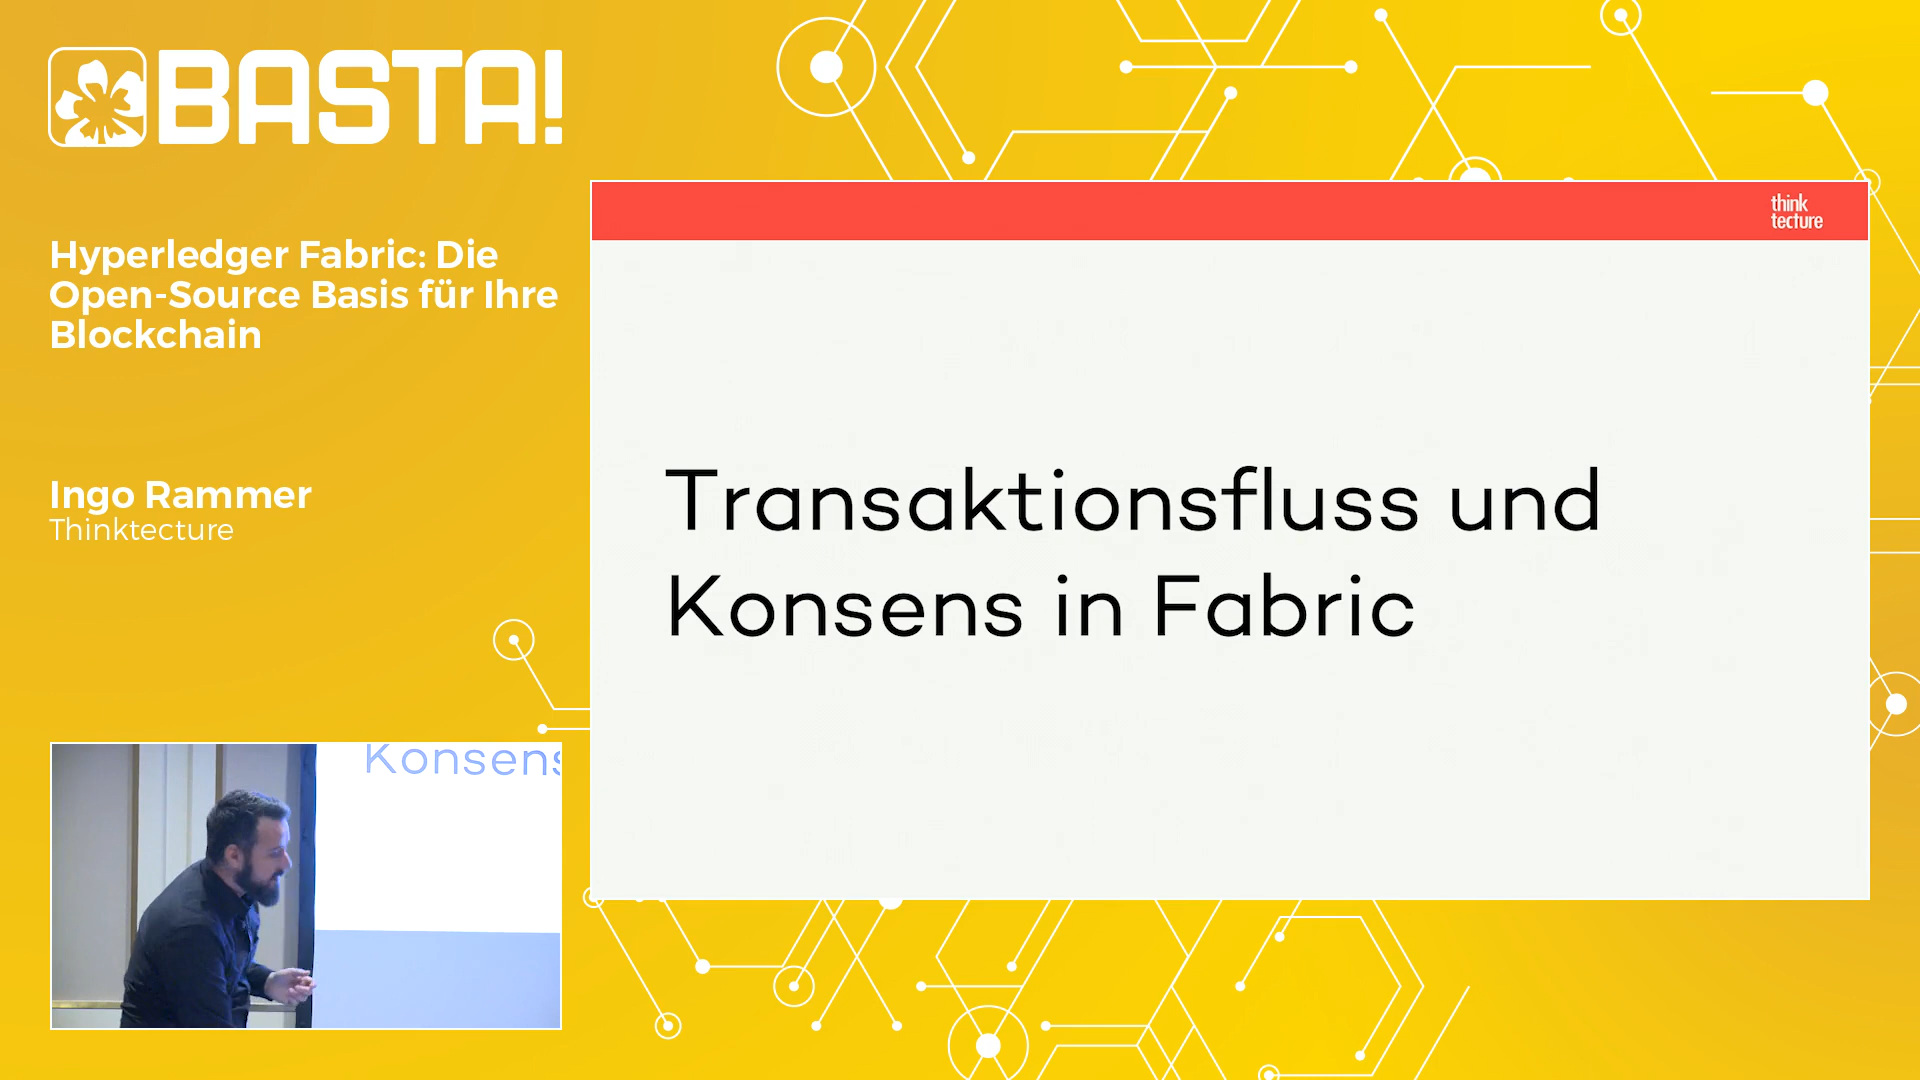 BASTA!
Hyperledger Fabric: Die
Open-Source Basis für Ihre
Blockchain
Ingo Rammer
Thinktecture
think
tecture
Transaktionsfluss und
Konsens in Fabric
Konsens